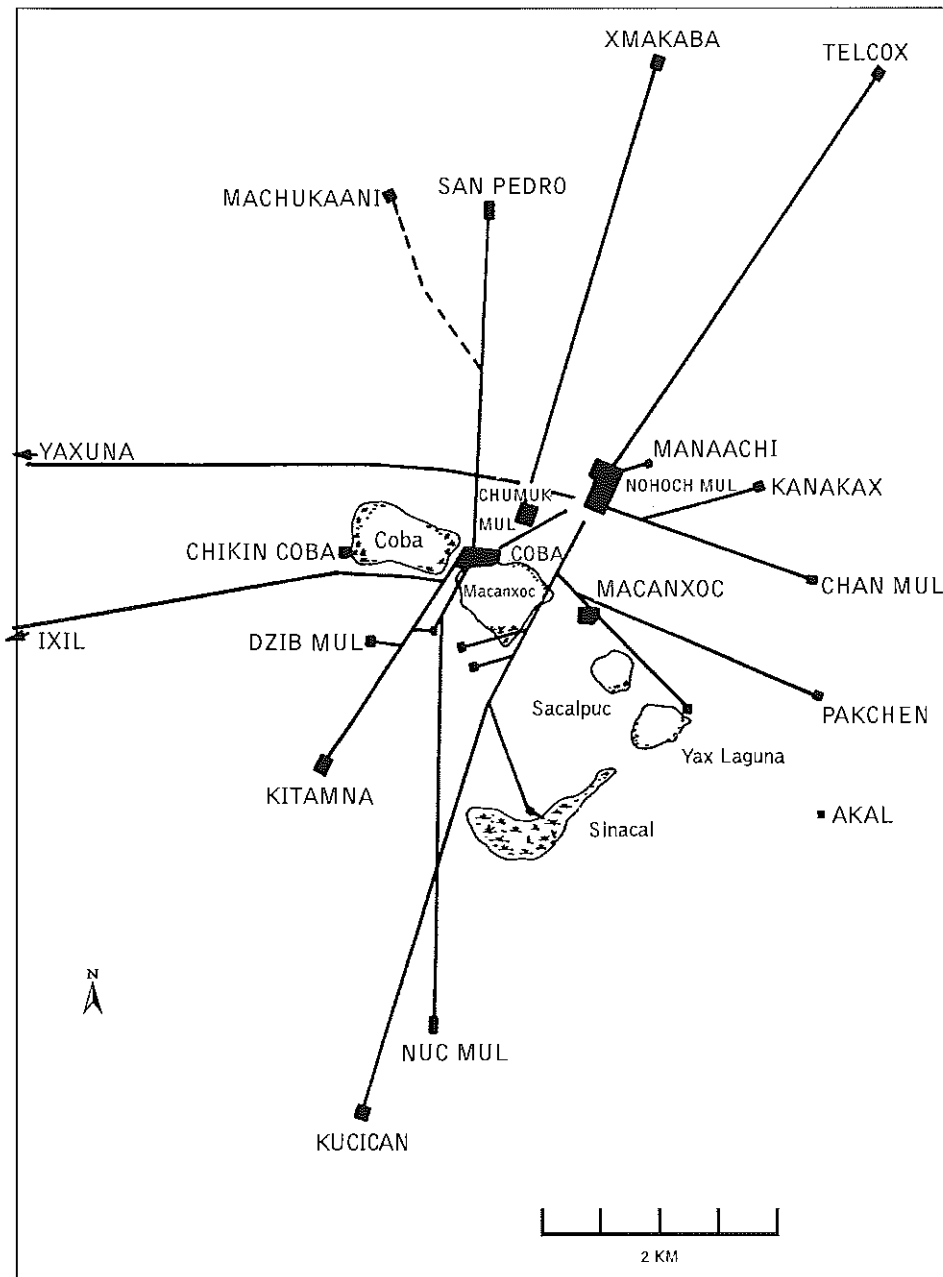 XMAKABA
TELCOX
MACHUKAANI
SAN PEDRO
YAXUNA
MANAACHI
NOHOCH MUL
KANAKAX
CHUMUK
MUL
Coba
CHIKIN COBA
COBA
Macanxoc
MACANXOC
CHAN MUL
IXIL
DZIB MUL
Sacalpuc
PAKCHEN
Yax Laguna
KITAMNA
AKAL
Sinacal
N
NUC MUL
KUCICAN
2 KM